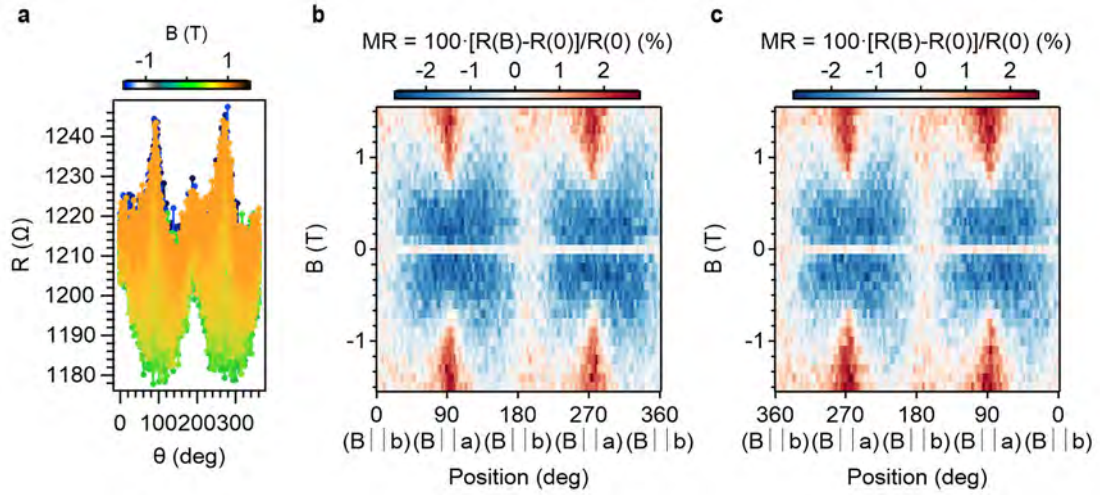 a
B (T)
-1 1
1240
1230
1220
1210
1200
1190
1180
R (Ω)
0 100 200 300
θ (deg)
b
MR = 100·[R(B)-R(0)]/R(0) (%)
-2 -1 0 1 2
1
0
-1
B (T)
0 90 180 270 360
(B||b) (B||a) (B||b) (B||a) (B||b)
Position (deg)
c
MR = 100·[R(B)-R(0)]/R(0) (%)
-2 -1 0 1 2
1
0
-1
B (T)
360 270 180 90 0
(B||b) (B||a) (B||b) (B||a) (B||b)
Position (deg)